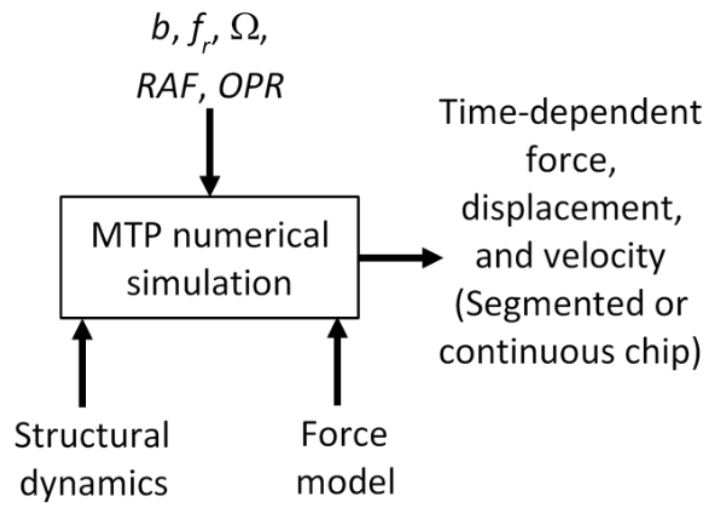 b, f_r, Ω,
RAF, OPR
MTP numerical
simulation
Time-dependent
force,
displacement,
and velocity
(Segmented or
continuous chip)
Structural
dynamics
Force
model